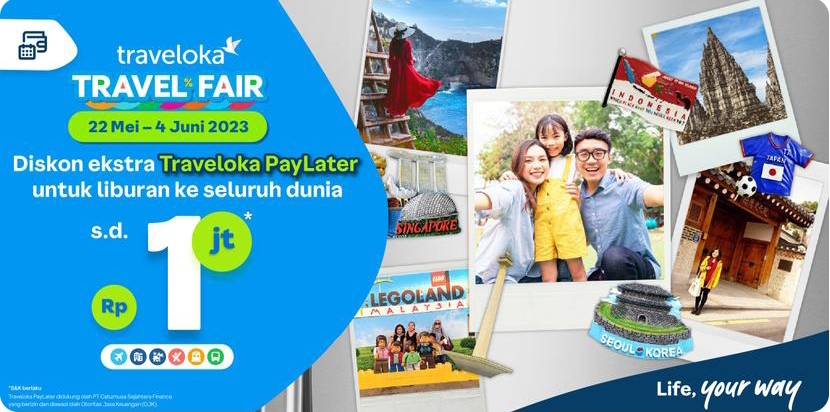 traveloka
TRAVEL FAIR
22 Mei – 4 Juni 2023
Diskon ekstra Traveloka PayLater
untuk liburan ke seluruh dunia
s.d.
Rp 1 jt*
*S&K berlaku
Traveloka PayLater didukung oleh PT Caturnusa Sejahtera Finance
yang berizin dan diawasi oleh Otoritas Jasa Keuangan (OJK).
SINGAPORE
LEGO
LEGOLAND
MALAYSIA
INDONESIA
JAPAN
SEOUL KOREA
Life, your way